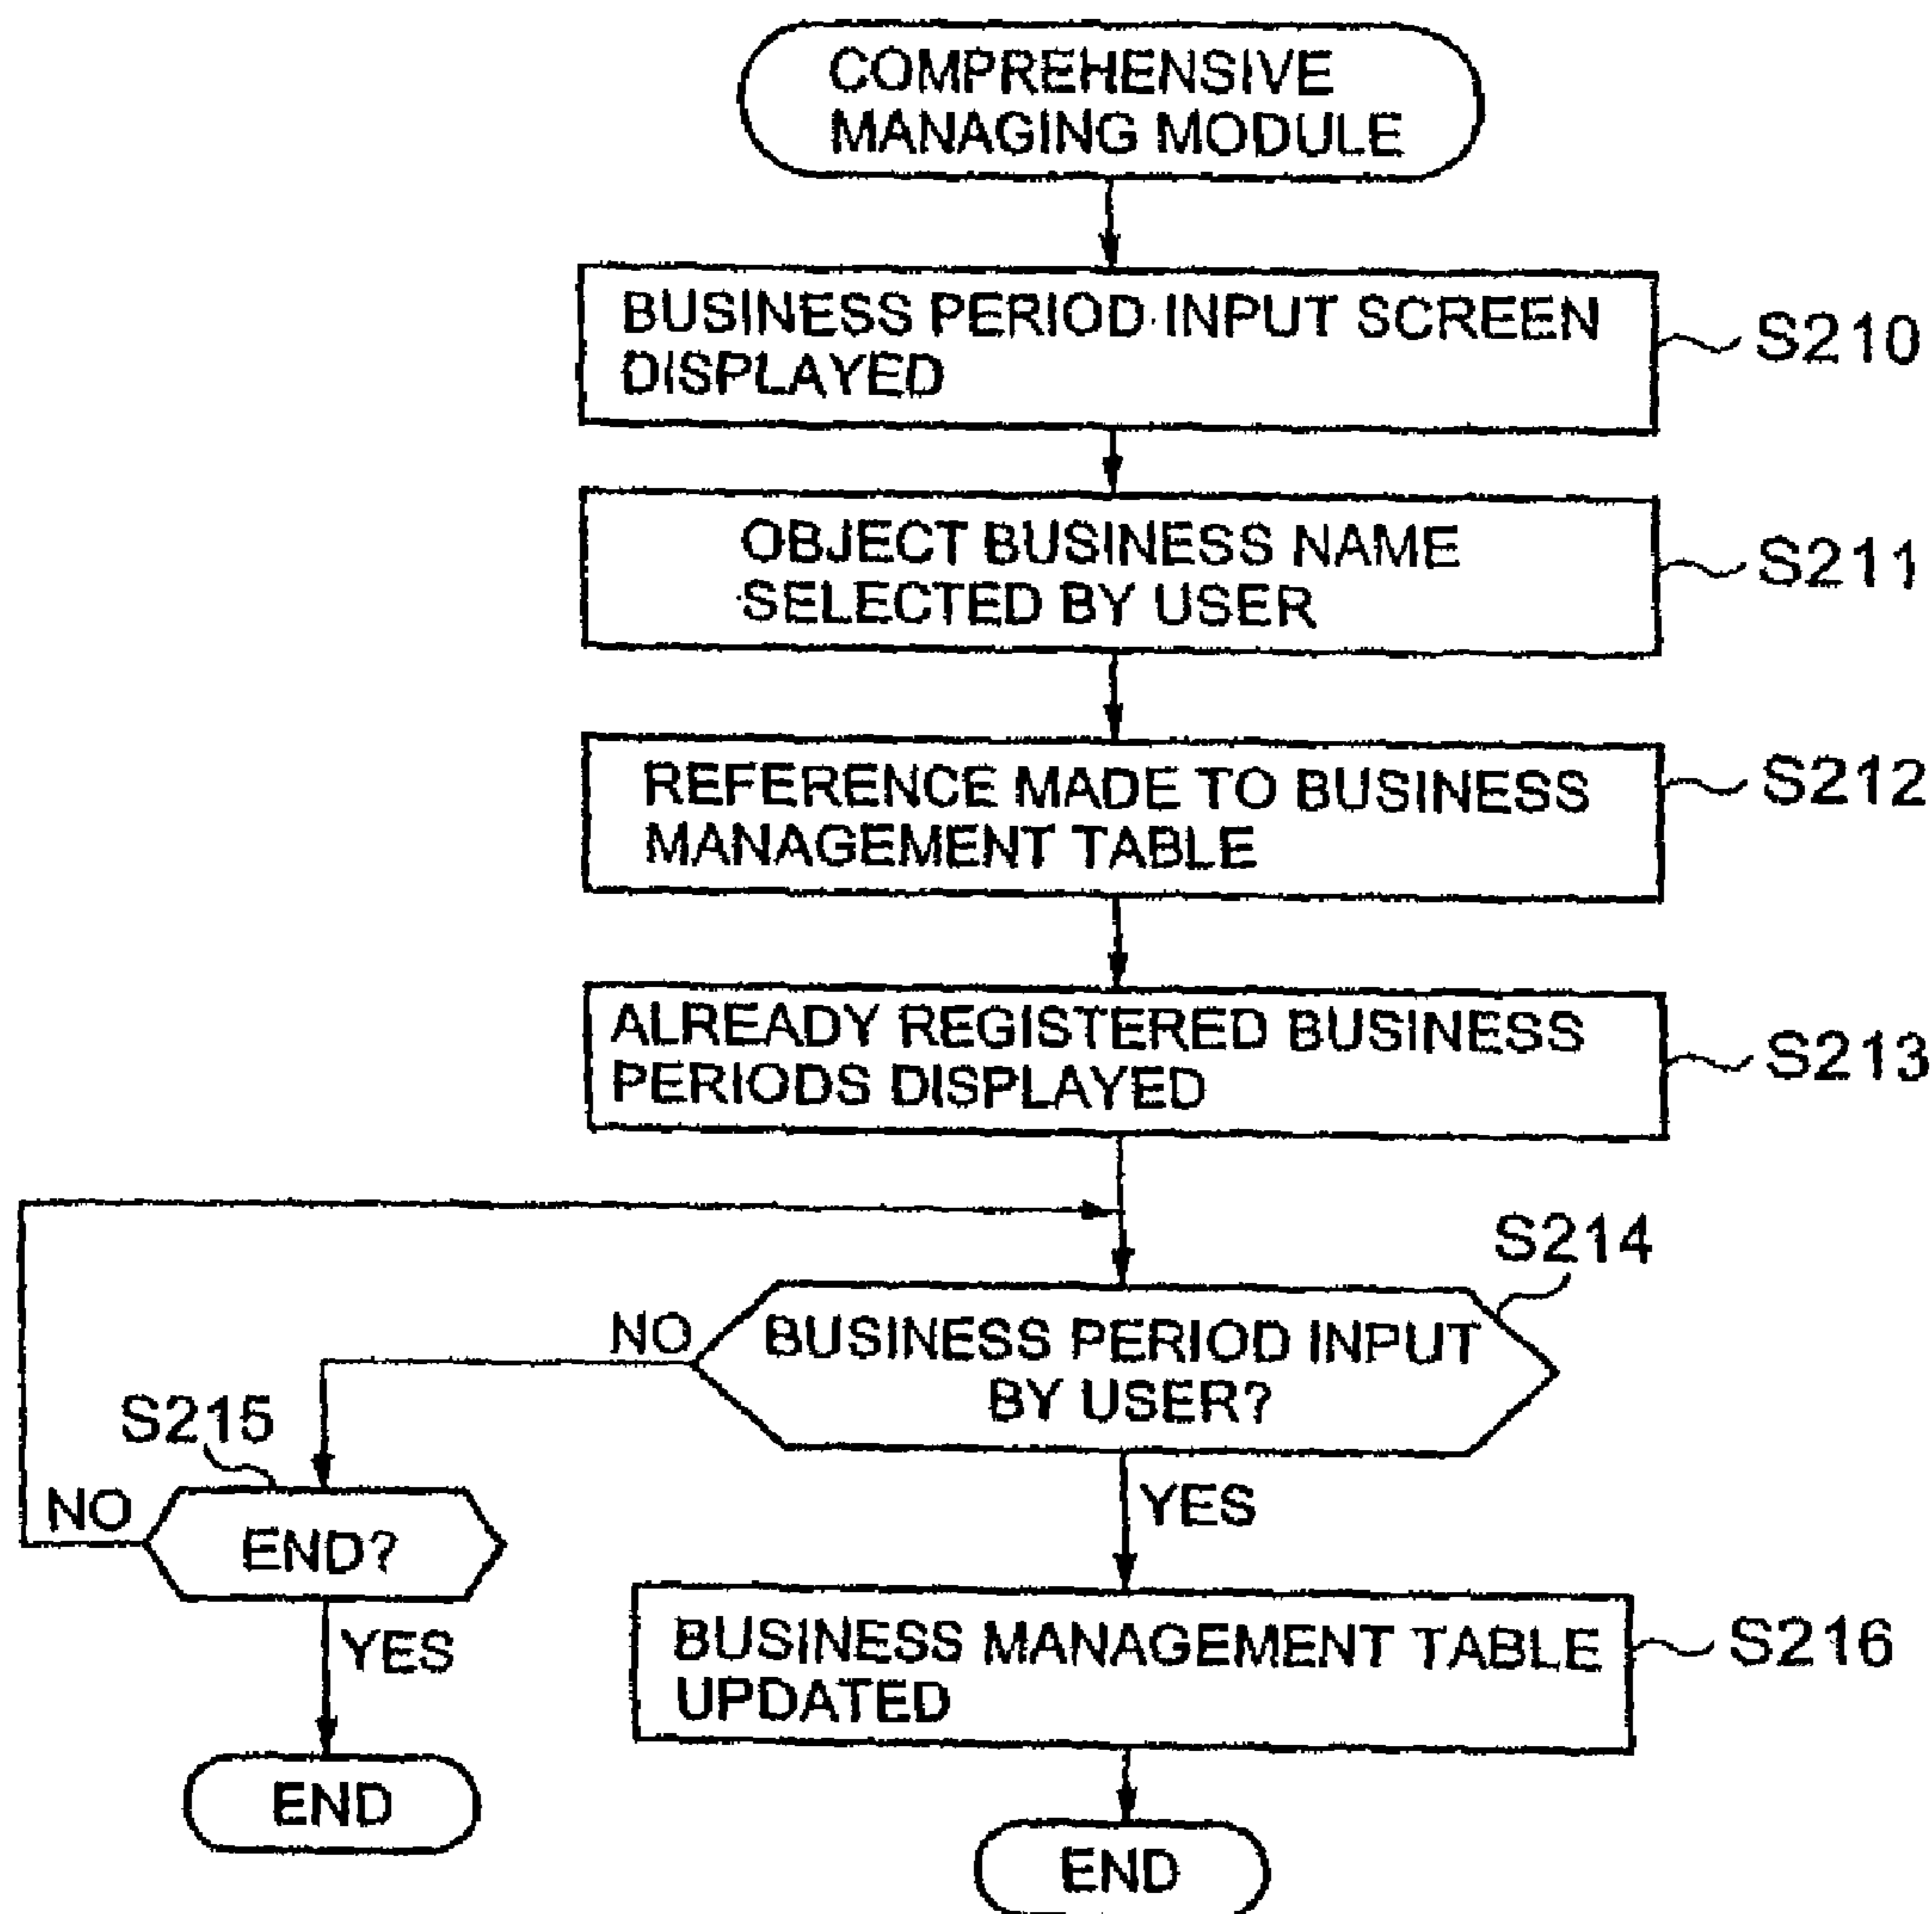 COMPREHENSIVE
MANAGING MODULE
BUSINESS PERIOD INPUT SCREEN
DISPLAYED
S210
OBJECT BUSINESS NAME
SELECTED BY USER
S211
REFERENCE MADE TO BUSINESS
MANAGEMENT TABLE
S212
ALREADY REGISTERED BUSINESS
PERIODS DISPLAYED
S213
S214
NO
BUSINESS PERIOD INPUT
BY USER?
S215
NO
END?
YES
YES
BUSINESS MANAGEMENT TABLE
UPDATED
S216
END
END